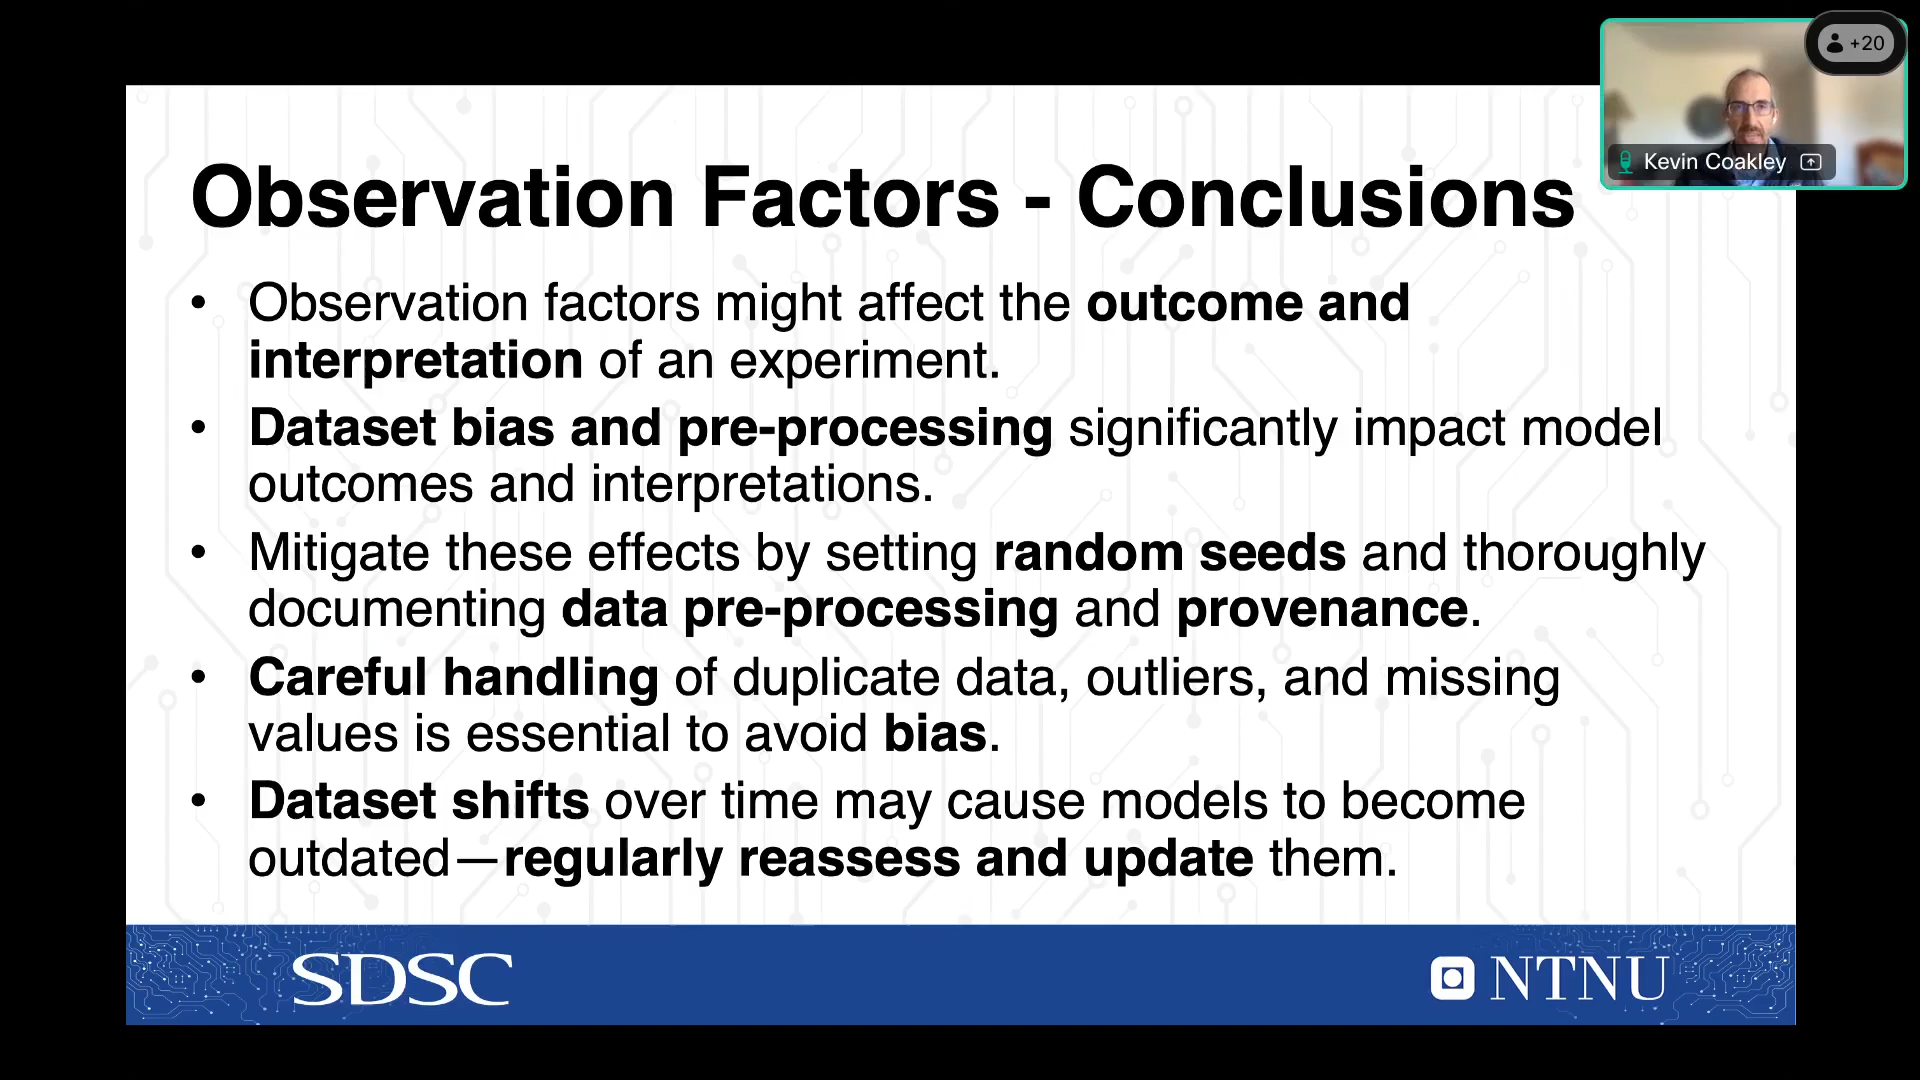 +20
Kevin Coakley
Observation Factors - Conclusions
• Observation factors might affect the outcome and
interpretation of an experiment.
• Dataset bias and pre-processing significantly impact model
outcomes and interpretations.
• Mitigate these effects by setting random seeds and thoroughly
documenting data pre-processing and provenance.
• Careful handling of duplicate data, outliers, and missing
values is essential to avoid bias.
• Dataset shifts over time may cause models to become
outdated—regularly reassess and update them.
SDSC
NTNU